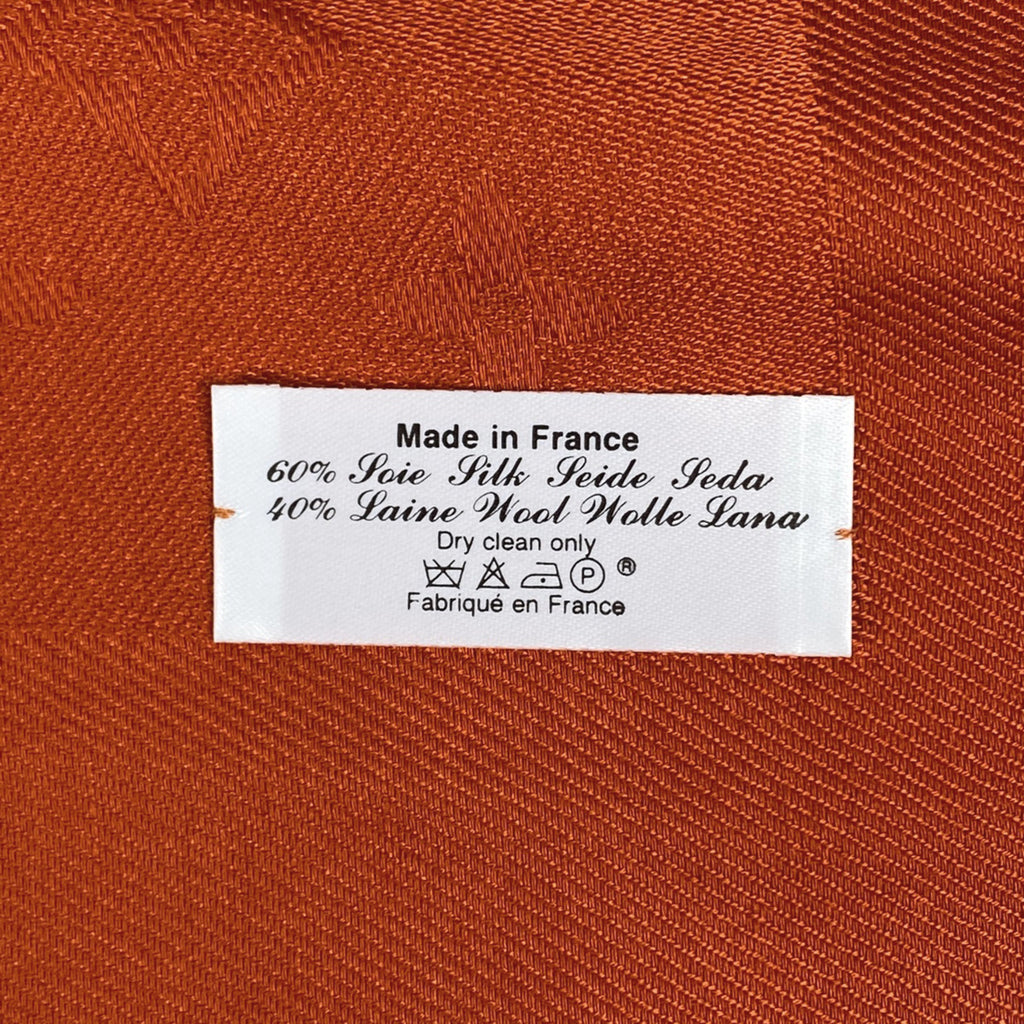 Made in France
60% Soie Silk Seide Seda
40% Laine Wool Wolle Lana
Dry clean only
P ®
Fabriqué en France